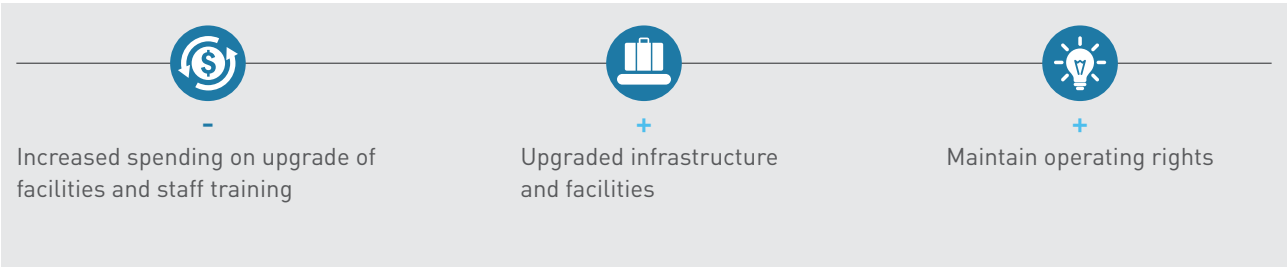 $
-
Increased spending on upgrade of
facilities and staff training
+
Upgraded infrastructure
and facilities
+
Maintain operating rights